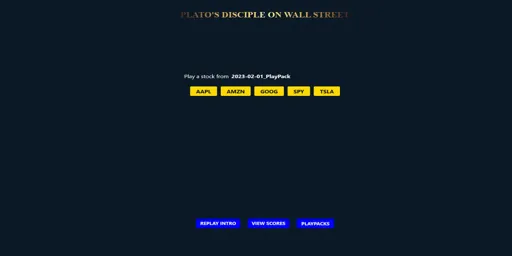 PLATO'S DISCIPLE ON WALL STREET
Play a stock from 2023-02-01_PlayPack
AAPL AMZN GOOG SPY TSLA
REPLAY INTRO VIEW SCORES PLAYPACKS